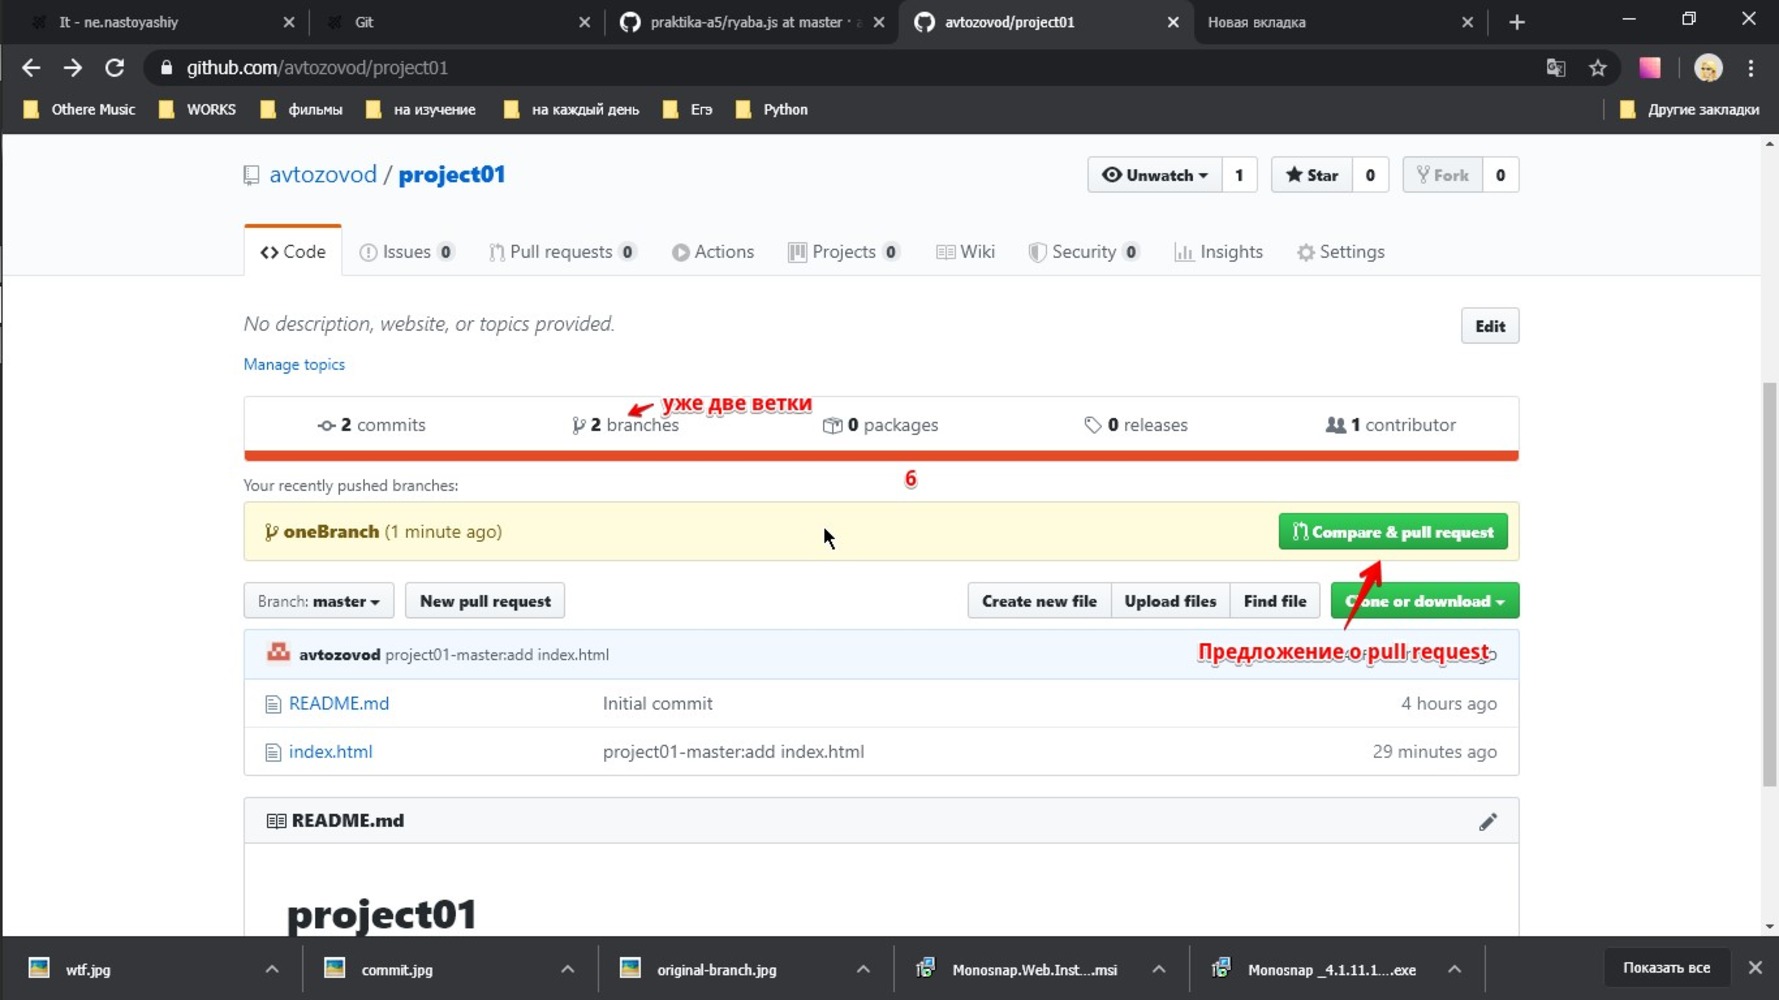 It - ne.nastoyashiy
Git
praktika-a5/ryaba.js at master ·
avtozovod/project01
Новая вкладка
github.com/avtozovod/project01
Othere Music
WORKS
фильмы
на изучение
на каждый день
Егэ
Python
Другие закладки
avtozovod / project01
Unwatch 1
Star 0
Fork 0
Code
Issues 0
Pull requests 0
Actions
Projects 0
Wiki
Security 0
Insights
Settings
No description, website, or topics provided.
Edit
Manage topics
уже две ветки
2 commits
2 branches
0 packages
0 releases
1 contributor
6
Your recently pushed branches:
oneBranch (1 minute ago)
Compare & pull request
Branch: master
New pull request
Create new file
Upload files
Find file
Clone or download
avtozovod project01-master:add index.html
Предложение о pull request
README.md Initial commit 4 hours ago
index.html project01-master:add index.html 29 minutes ago
README.md
project01
wtf.jpg
commit.jpg
original-branch.jpg
Monosnap.Web.Inst....msi
Monosnap _4.1.11.1....exe
Показать все